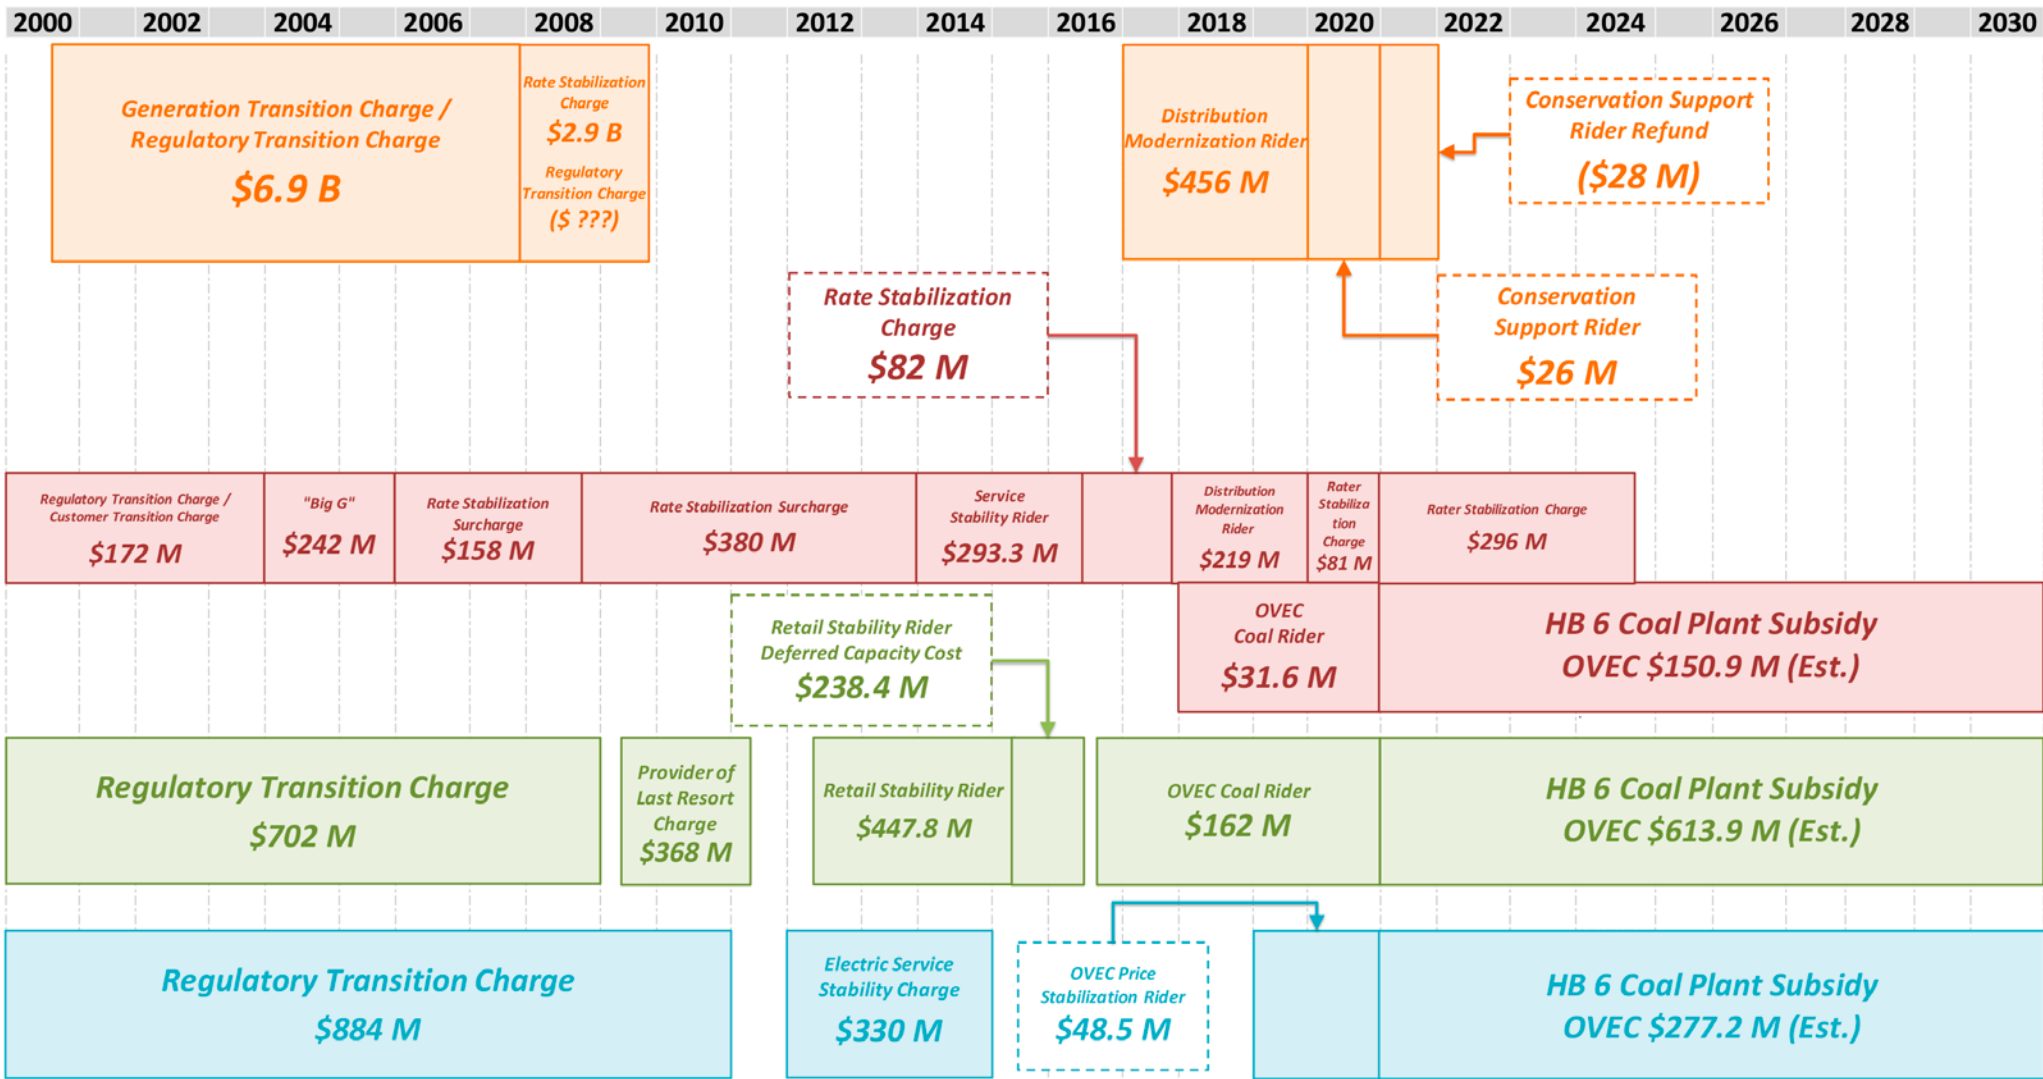 2000 2002 2004 2006 2008 2010 2012 2014 2016 2018 2020 2022 2024 2026 2028 2030
Generation Transition Charge /
Regulatory Transition Charge
$6.9 B
Rate Stabilization
Charge
$2.9 B
Regulatory
Transition Charge
($ ???)
Distribution
Modernization Rider
$456 M
Conservation Support
Rider Refund
($28 M)
Rate Stabilization
Charge
$82 M
Conservation
Support Rider
$26 M
Regulatory Transition Charge /
Customer Transition Charge
$172 M
"Big G"
$242 M
Rate Stabilization
Surcharge
$158 M
Rate Stabilization Surcharge
$380 M
Service
Stability Rider
$293.3 M
Distribution
Modernization
Rider
$219 M
Rater
Stabiliza
tion
Charge
$81 M
Rater Stabilization Charge
$296 M
OVEC
Coal Rider
$31.6 M
HB 6 Coal Plant Subsidy
OVEC $150.9 M (Est.)
Retail Stability Rider
Deferred Capacity Cost
$238.4 M
Regulatory Transition Charge
$702 M
Provider of
Last Resort
Charge
$368 M
Retail Stability Rider
$447.8 M
OVEC Coal Rider
$162 M
HB 6 Coal Plant Subsidy
OVEC $613.9 M (Est.)
Regulatory Transition Charge
$884 M
Electric Service
Stability Charge
$330 M
OVEC Price
Stabilization Rider
$48.5 M
HB 6 Coal Plant Subsidy
OVEC $277.2 M (Est.)